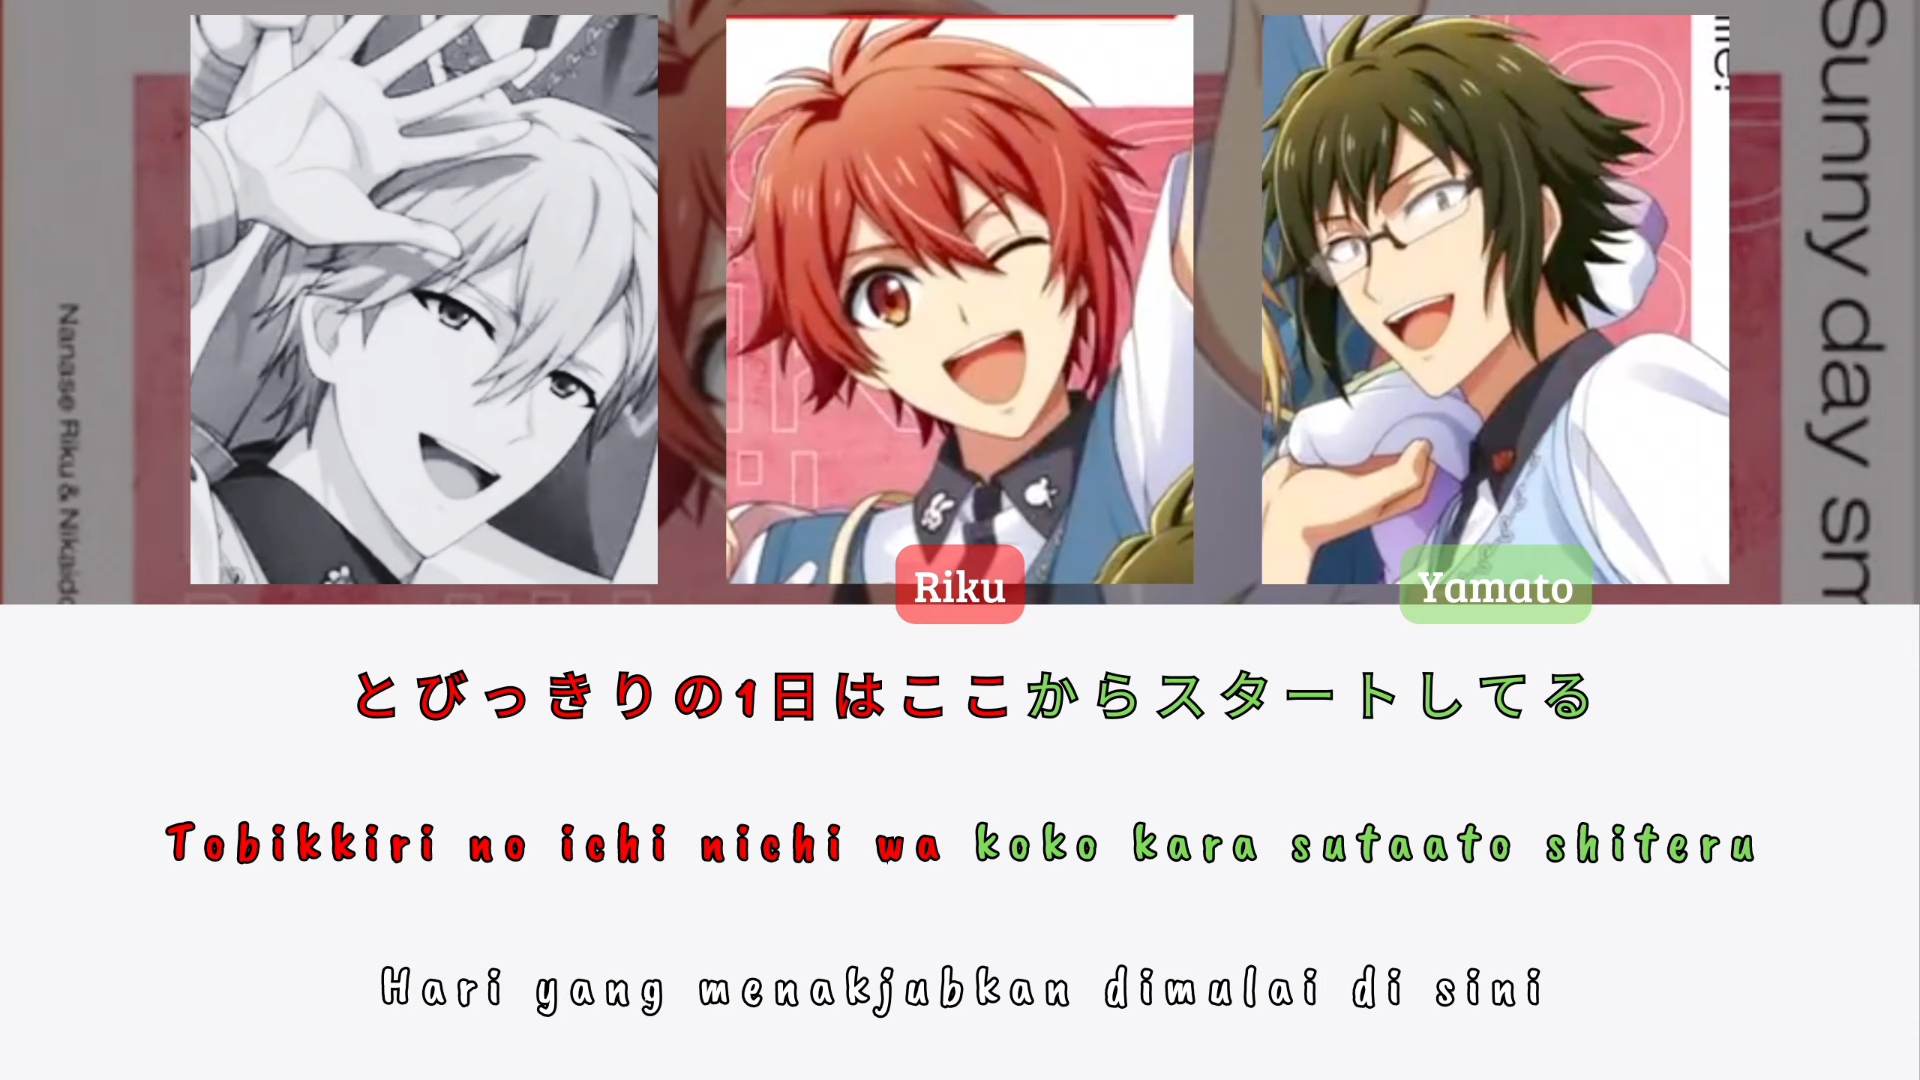 Nanase Riku & Nikaido
Sunny day sm
Riku
Yamato
とびっきりの1日はここからスタートしてる
Tobikkiri no ichi nichi wa koko kara sutaato shiteru
Hari yang menakjubkan dimulai di sini